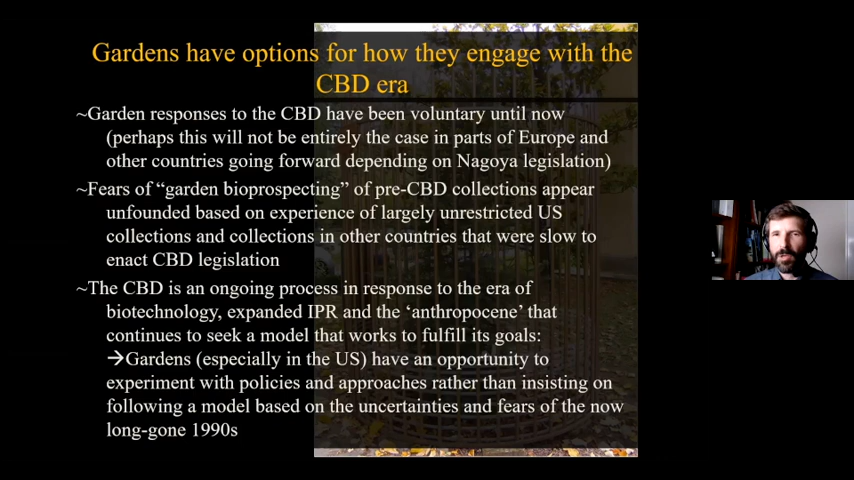 Gardens have options for how they engage with the
CBD era
~Garden responses to the CBD have been voluntary until now
(perhaps this will not be entirely the case in parts of Europe and
other countries going forward depending on Nagoya legislation)
~Fears of “garden bioprospecting” of pre-CBD collections appear
unfounded based on experience of largely unrestricted US
collections and collections in other countries that were slow to
enact CBD legislation
~The CBD is an ongoing process in response to the era of
biotechnology, expanded IPR and the ‘anthropocene’ that
continues to seek a model that works to fulfill its goals:
→Gardens (especially in the US) have an opportunity to
experiment with policies and approaches rather than insisting on
following a model based on the uncertainties and fears of the now
long-gone 1990s